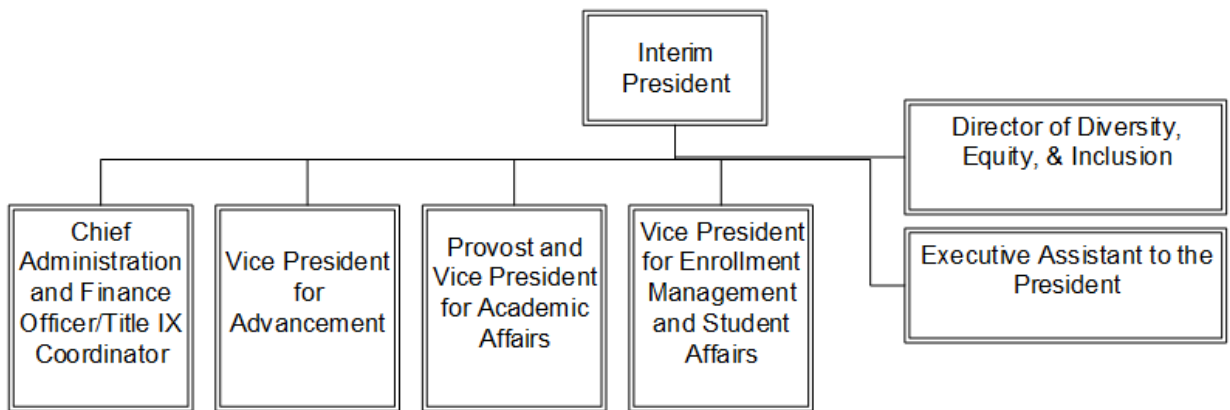 Interim
President
Director of Diversity,
Equity, & Inclusion
Executive Assistant to the
President
Chief
Administration
and Finance
Officer/Title IX
Coordinator
Vice President
for
Advancement
Provost and
Vice President
for Academic
Affairs
Vice President
for Enrollment
Management
and Student
Affairs